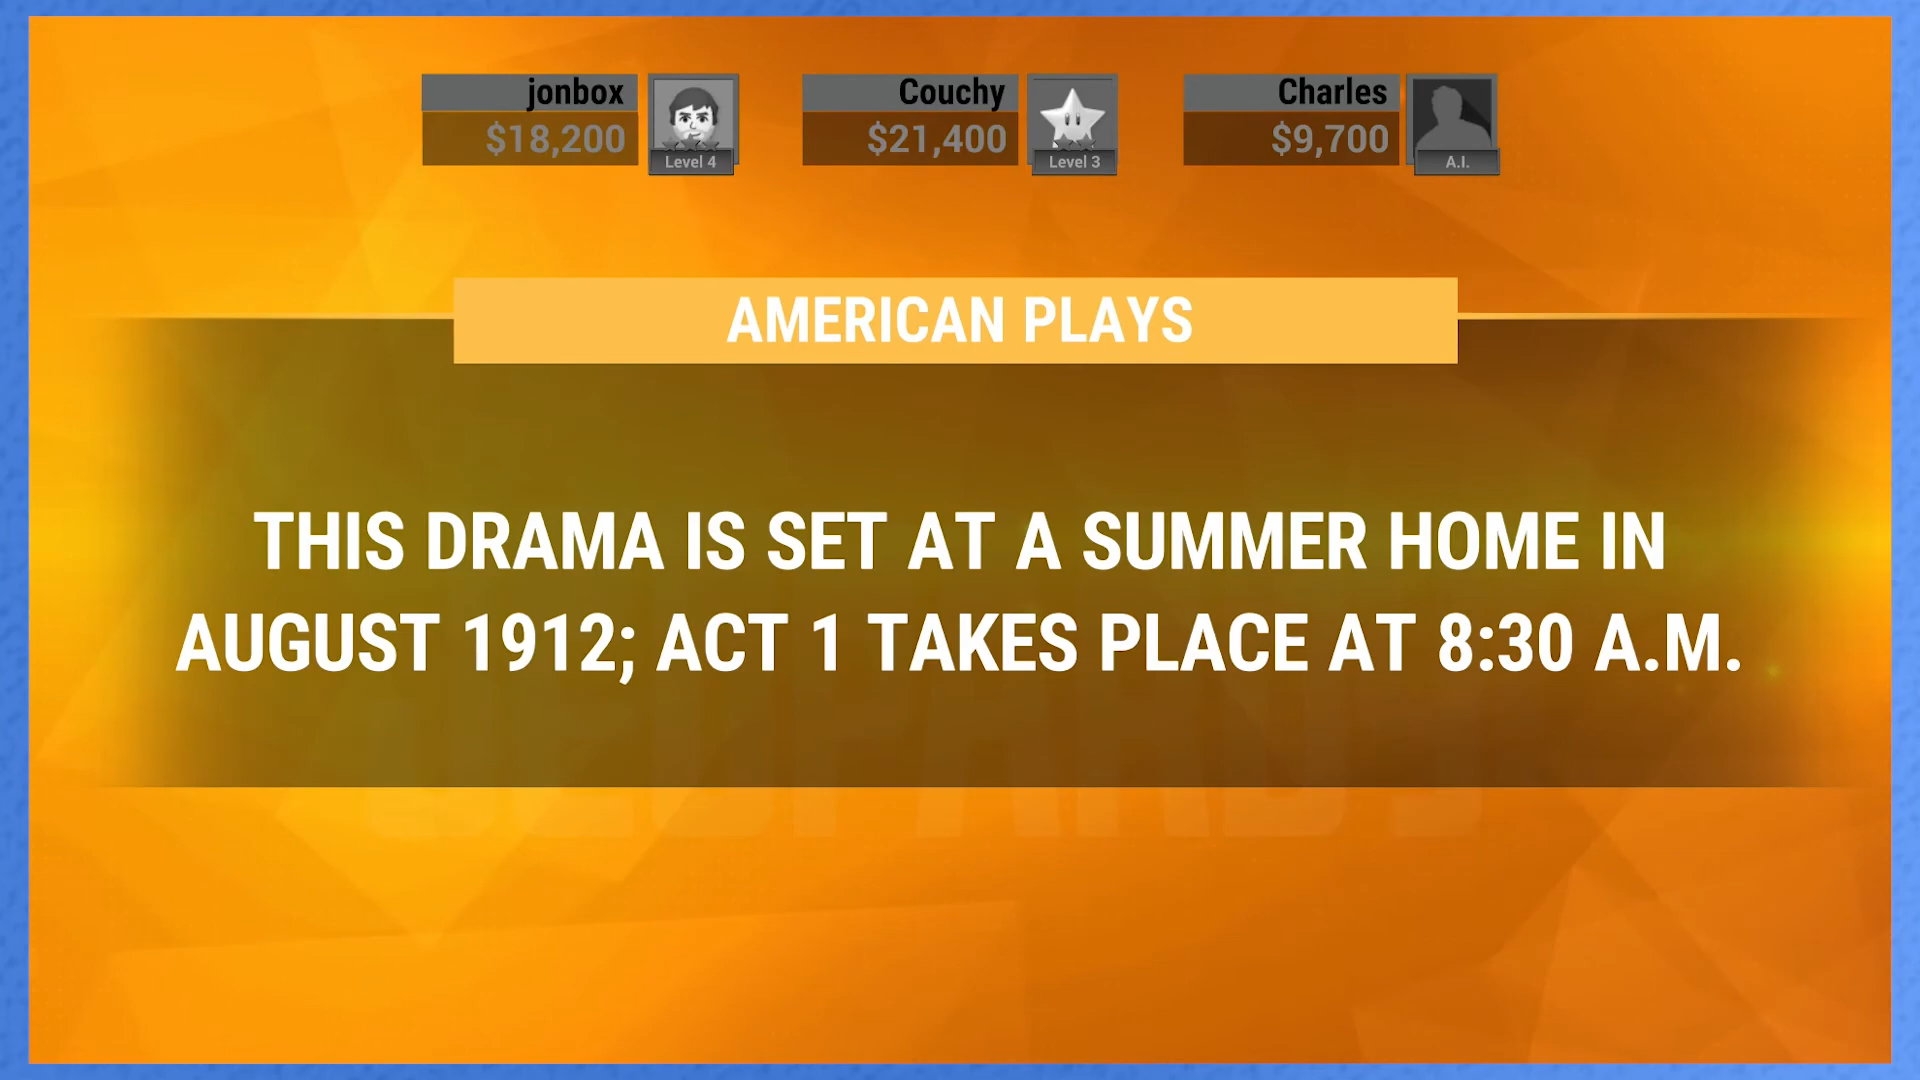 jonbox
$18,200
Level 4
Couchy
$21,400
Level 3
Charles
$9,700
A.I.
AMERICAN PLAYS
THIS DRAMA IS SET AT A SUMMER HOME IN
AUGUST 1912; ACT 1 TAKES PLACE AT 8:30 A.M.
JEOPARDY